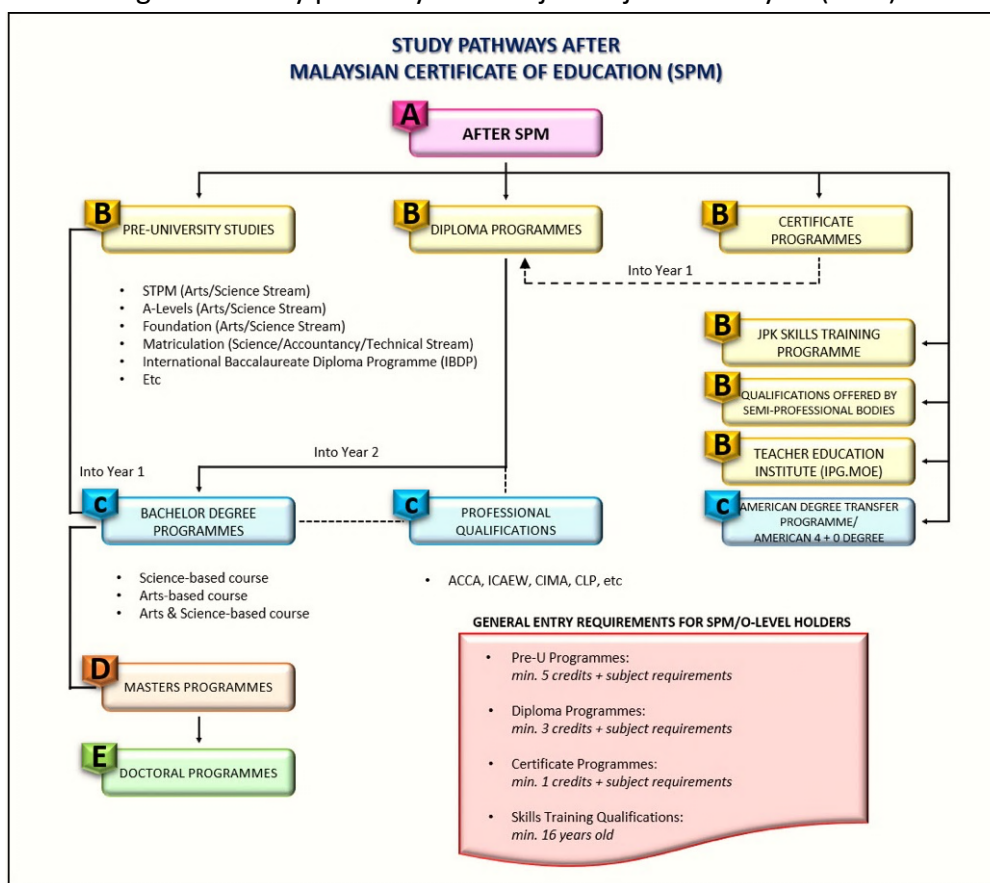 STUDY PATHWAYS AFTER
MALAYSIAN CERTIFICATE OF EDUCATION (SPM)
A
AFTER SPM
B
PRE-UNIVERSITY STUDIES
B
DIPLOMA PROGRAMMES
B
CERTIFICATE
PROGRAMMES
Into Year 1
• STPM (Arts/Science Stream)
• A-Levels (Arts/Science Stream)
• Foundation (Arts/Science Stream)
• Matriculation (Science/Accountancy/Technical Stream)
• International Baccalaureate Diploma Programme (IBDP)
• Etc
B
JPK SKILLS TRAINING
PROGRAMME
B
QUALIFICATIONS OFFERED BY
SEMI-PROFESSIONAL BODIES
B
TEACHER EDUCATION
INSTITUTE (IPG.MOE)
Into Year 2
Into Year 1
C
BACHELOR DEGREE
PROGRAMMES
C
PROFESSIONAL
QUALIFICATIONS
C
AMERICAN DEGREE TRANSFER
PROGRAMME/
AMERICAN 4 + 0 DEGREE
• Science-based course
• Arts-based course
• Arts & Science-based course
• ACCA, ICAEW, CIMA, CLP, etc
GENERAL ENTRY REQUIREMENTS FOR SPM/O-LEVEL HOLDERS
• Pre-U Programmes:
min. 5 credits + subject requirements
• Diploma Programmes:
min. 3 credits + subject requirements
• Certificate Programmes:
min. 1 credits + subject requirements
• Skills Training Qualifications:
min. 16 years old
D
MASTERS PROGRAMMES
E
DOCTORAL PROGRAMMES